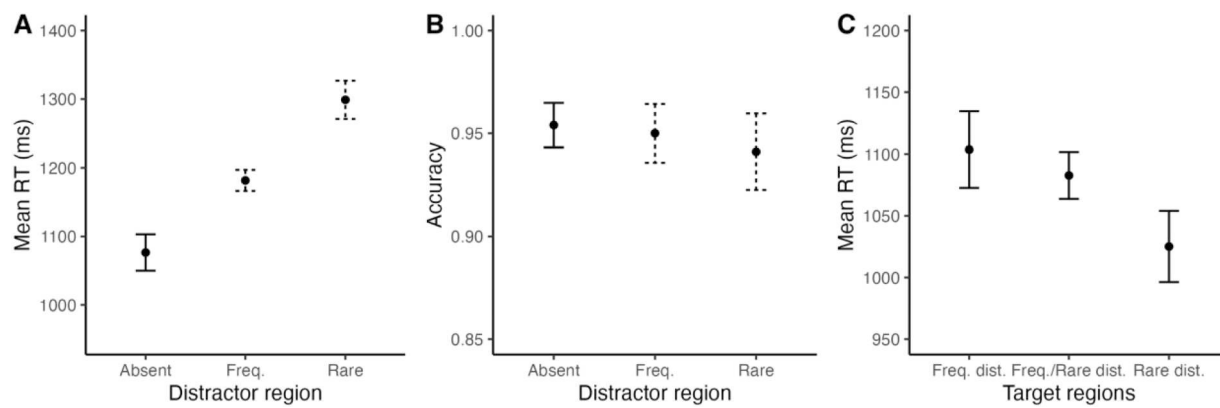 A
Mean RT (ms)
1400
1300
1200
1100
1000
Absent Freq. Rare
Distractor region
B
Accuracy
1.00
0.95
0.90
0.85
Absent Freq. Rare
Distractor region
C
Mean RT (ms)
1200
1150
1100
1050
1000
950
Freq. dist. Freq./Rare dist. Rare dist.
Target regions